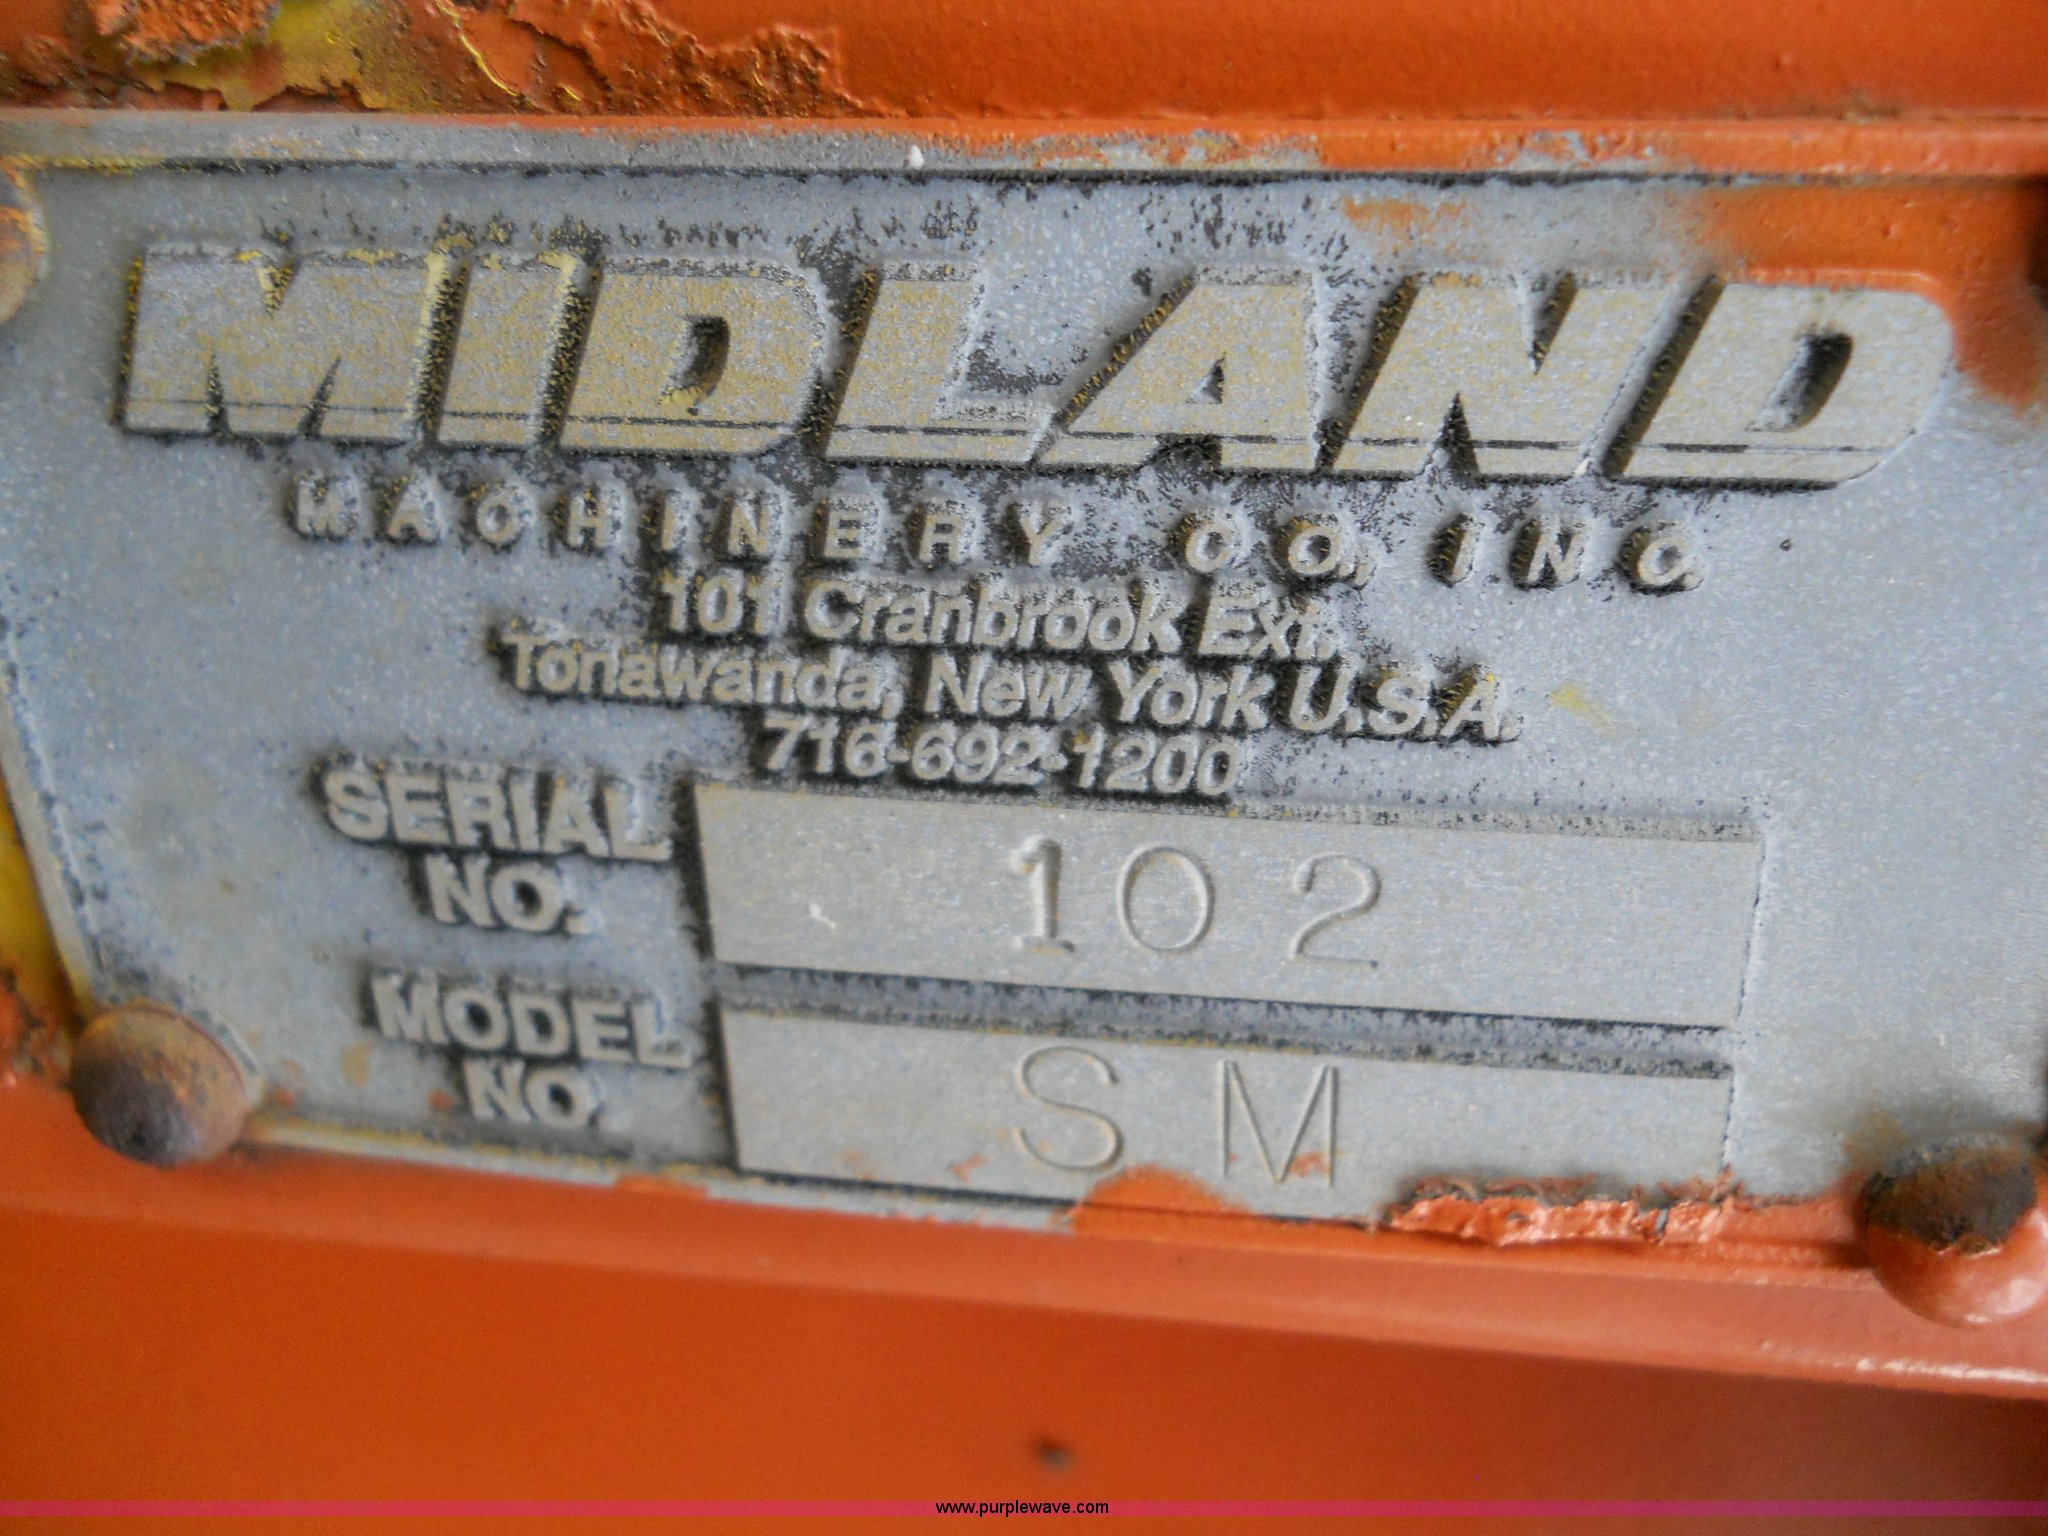 MIDLAND
MACHINERY CO., INC.
101 Cranbrook Ext.
Tonawanda, New York U.S.A.
716-692-1200
SERIAL NO. 102
MODEL NO. SM
www.purplewave.com